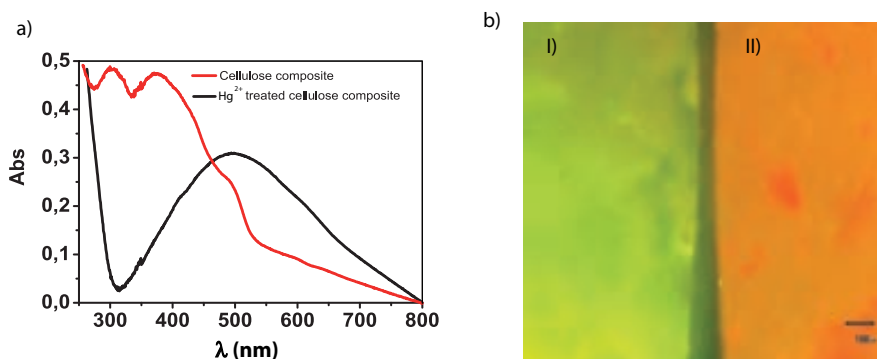 a)
0,5
0,4
0,3
0,2
0,1
0,0
Abs
Cellulose composite
Hg²⁺ treated cellulose composite
300 400 500 600 700 800
λ (nm)
b)
I)
II)